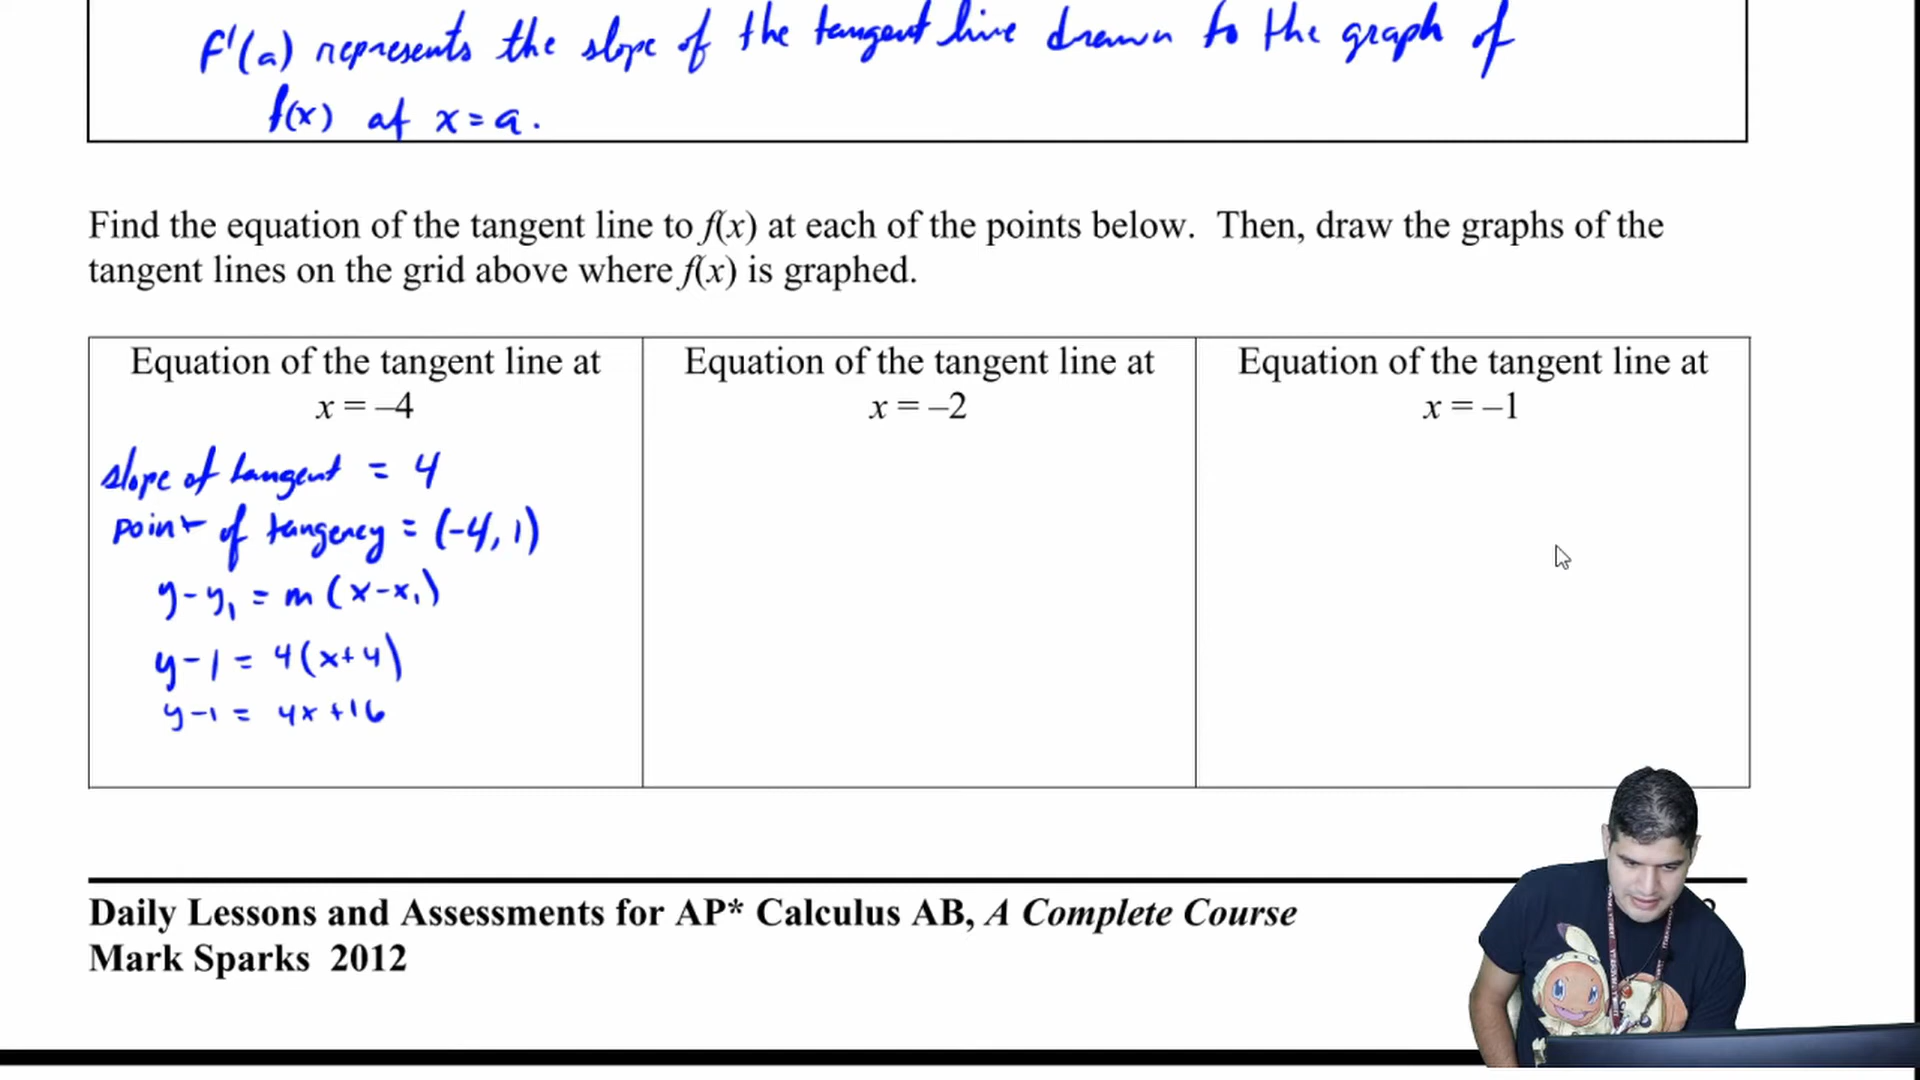 f'(a) represents the slope of the tangent line drawn to the graph of
f(x) at x = a.
Find the equation of the tangent line to f(x) at each of the points below. Then, draw the graphs of the
tangent lines on the grid above where f(x) is graphed.
Equation of the tangent line at
x = –4
slope of tangent = 4
point of tangency = (-4, 1)
y - y₁ = m (x - x₁)
y - 1 = 4(x + 4)
y - 1 = 4x + 16
Equation of the tangent line at
x = –2
Equation of the tangent line at
x = –1
Daily Lessons and Assessments for AP* Calculus AB, A Complete Course
Mark Sparks 2012